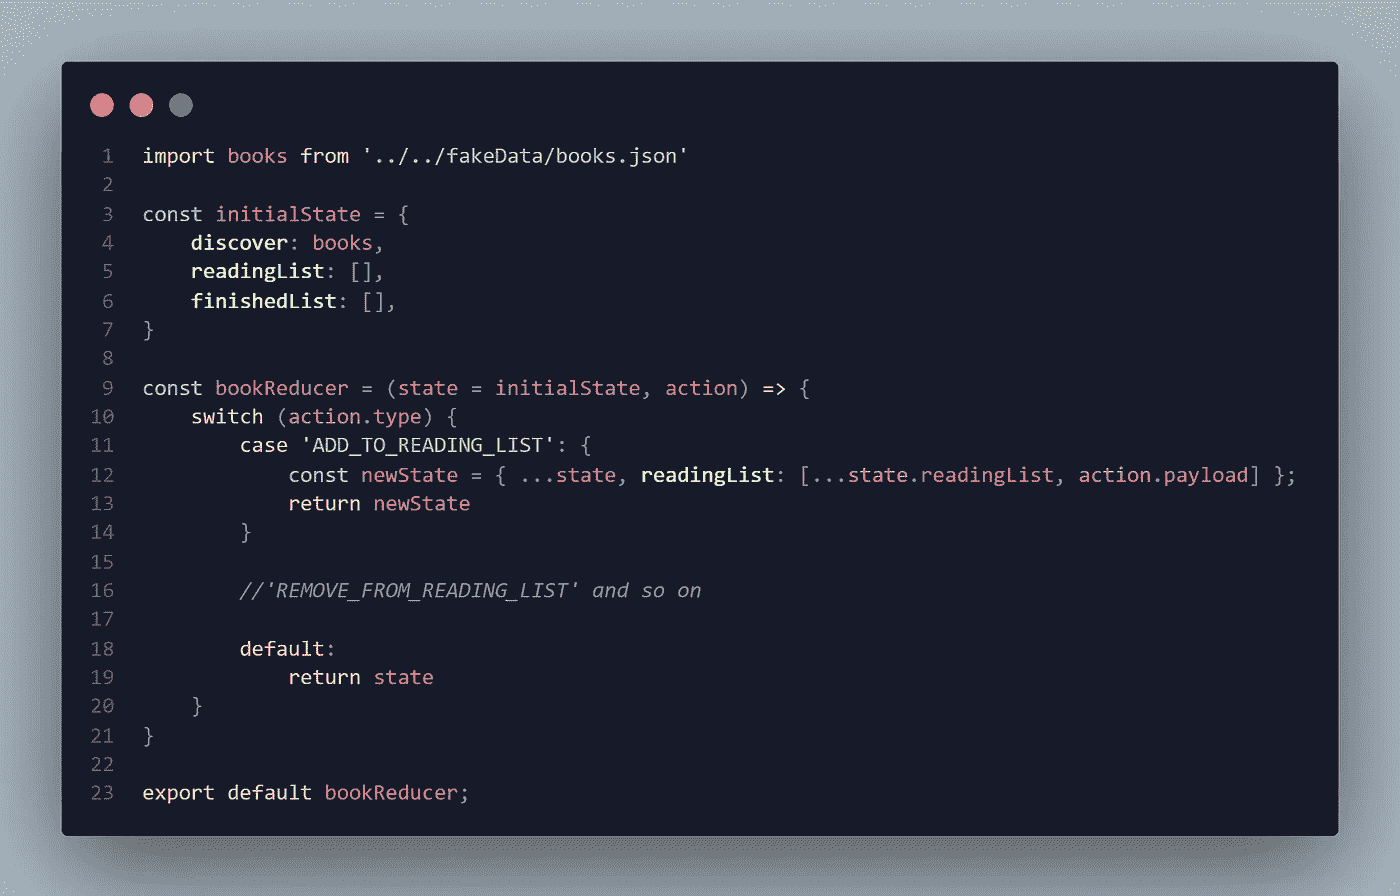 1 import books from '../../fakeData/books.json'
2
3 const initialState = {
4     discover: books,
5     readingList: [],
6     finishedList: [],
7 }
8
9 const bookReducer = (state = initialState, action) => {
10     switch (action.type) {
11         case 'ADD_TO_READING_LIST': {
12             const newState = { ...state, readingList: [...state.readingList, action.payload] };
13             return newState
14         }
15
16         //'REMOVE_FROM_READING_LIST' and so on
17
18         default:
19             return state
20     }
21 }
22
23 export default bookReducer;